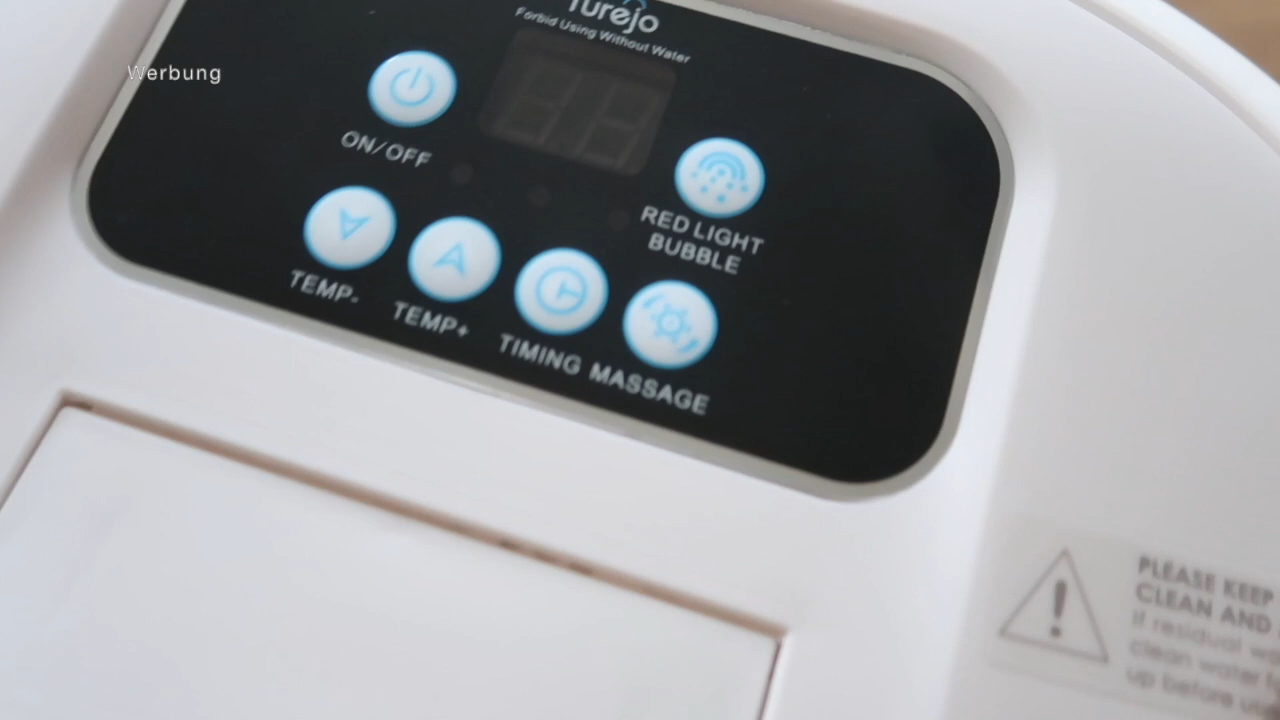 Turejo
Forbid Using Without Water
Werbung
ON/OFF
RED LIGHT
BUBBLE
TEMP-
TEMP+
TIMING
MASSAGE
PLEASE KEEP
CLEAN AND
If residual
clean water
up before use